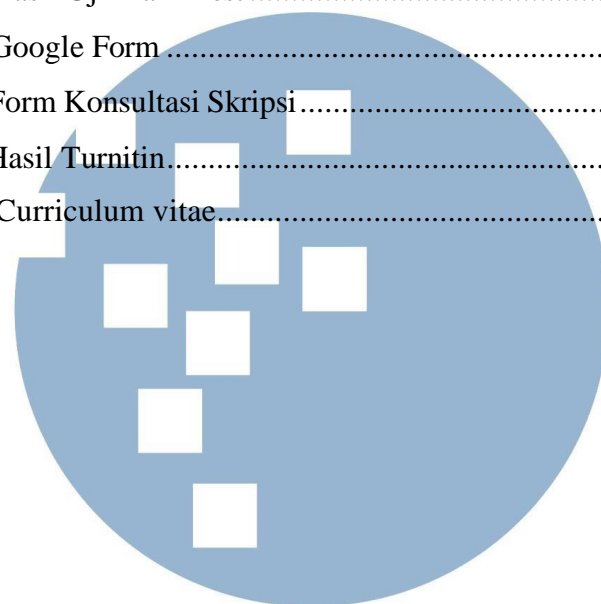 Google Form
Form Konsultasi Skripsi
Hasil Turnitin
Curriculum vitae